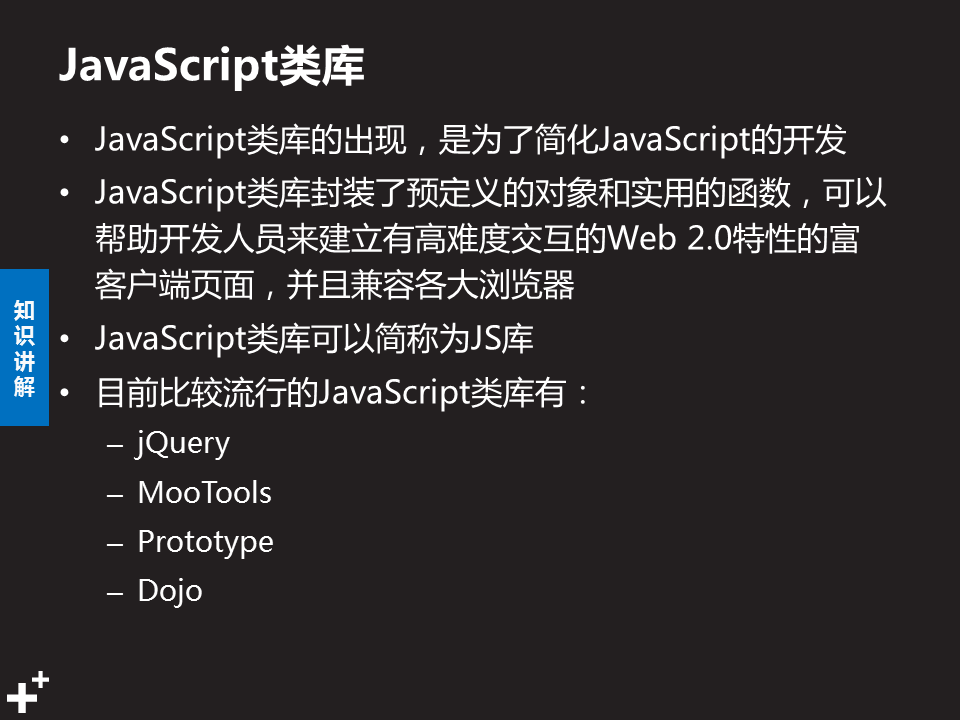 JavaScript类库
• JavaScript类库的出现，是为了简化JavaScript的开发
• JavaScript类库封装了预定义的对象和实用的函数，可以
帮助开发人员来建立有高难度交互的Web 2.0特性的富
客户端页面，并且兼容各大浏览器
• JavaScript类库可以简称为JS库
• 目前比较流行的JavaScript类库有：
– jQuery
– MooTools
– Prototype
– Dojo
知
识
讲
解